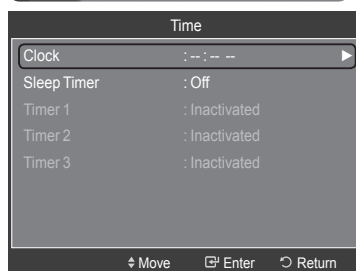 Time
Clock : -- : -- --
Sleep Timer : Off
Timer 1 : Inactivated
Timer 2 : Inactivated
Timer 3 : Inactivated
Move Enter Return